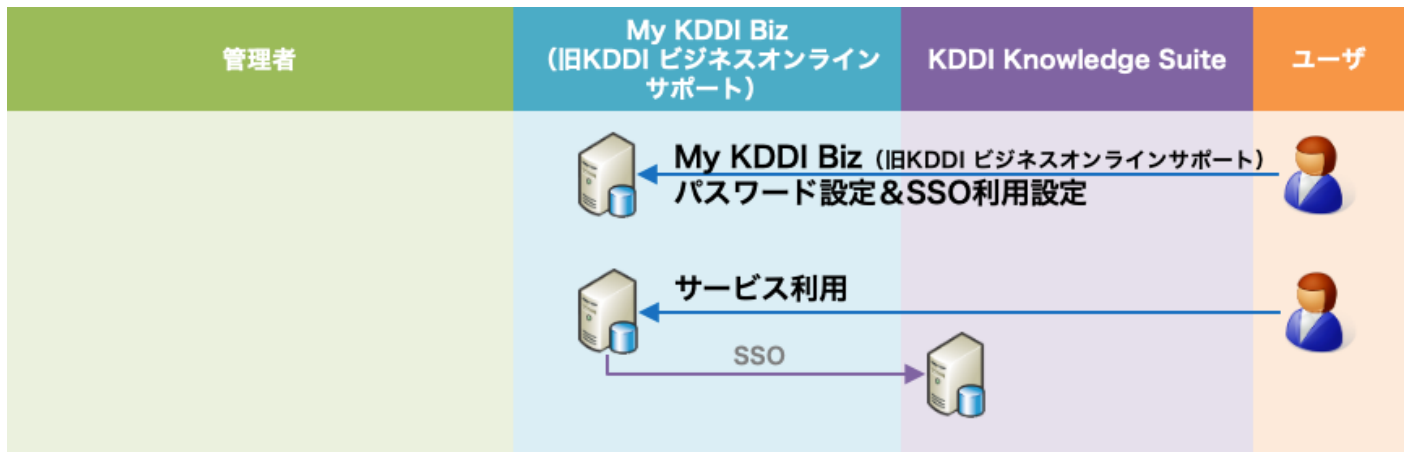 管理者
My KDDI Biz
（旧KDDI ビジネスオンライン
サポート）
KDDI Knowledge Suite
ユーザ
My KDDI Biz（旧KDDI ビジネスオンラインサポート）
パスワード設定＆SSO利用設定
サービス利用
SSO